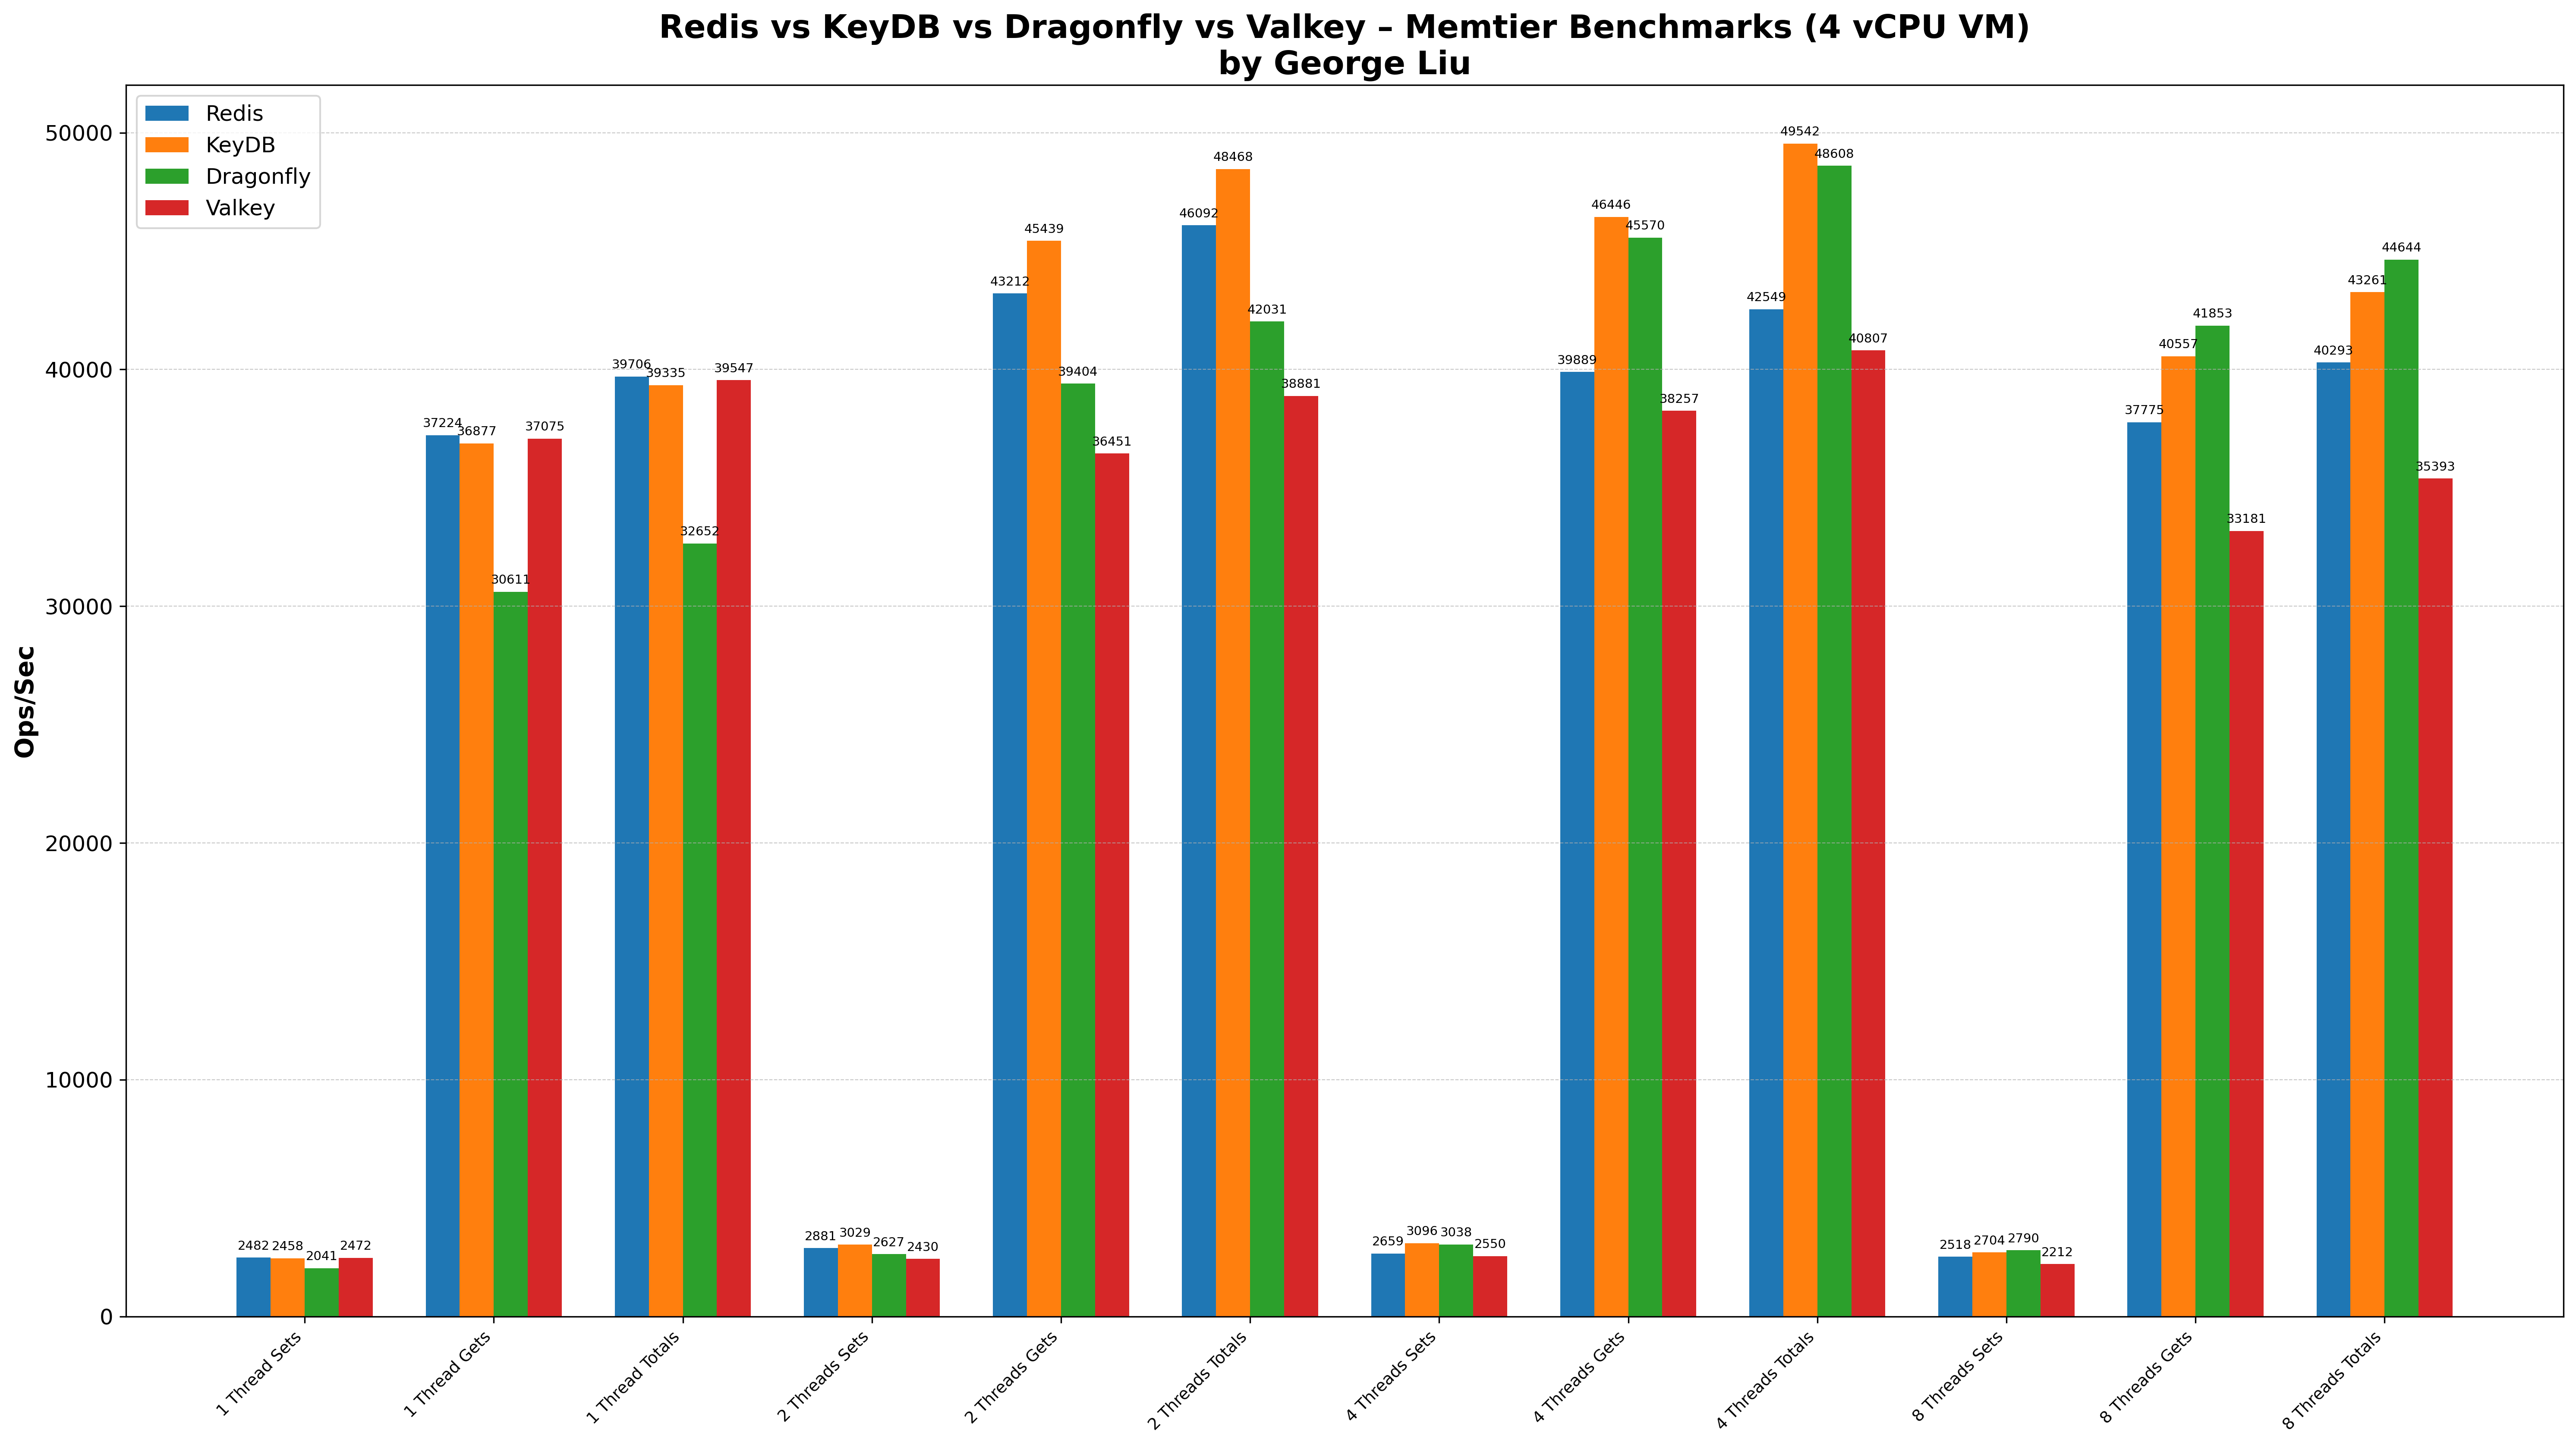 Redis vs KeyDB vs Dragonfly vs Valkey – Memtier Benchmarks (4 vCPU VM)
by George Liu
Redis
KeyDB
Dragonfly
Valkey
Ops/Sec
50000
40000
30000
20000
10000
0
2482 2458 2041 2472
37224 36877 30611 37075
39706 39335 32652 39547
2881 3029 2627 2430
43212 45439 39404 36451
46092 48468 42031 38881
2659 3096 3038 2550
39889 46446 45570 38257
42549 49542 48608 40807
2518 2704 2790 2212
37775 40557 41853 33181
40293 43261 44644 35393
1 Thread Sets
1 Thread Gets
1 Thread Totals
2 Threads Sets
2 Threads Gets
2 Threads Totals
4 Threads Sets
4 Threads Gets
4 Threads Totals
8 Threads Sets
8 Threads Gets
8 Threads Totals